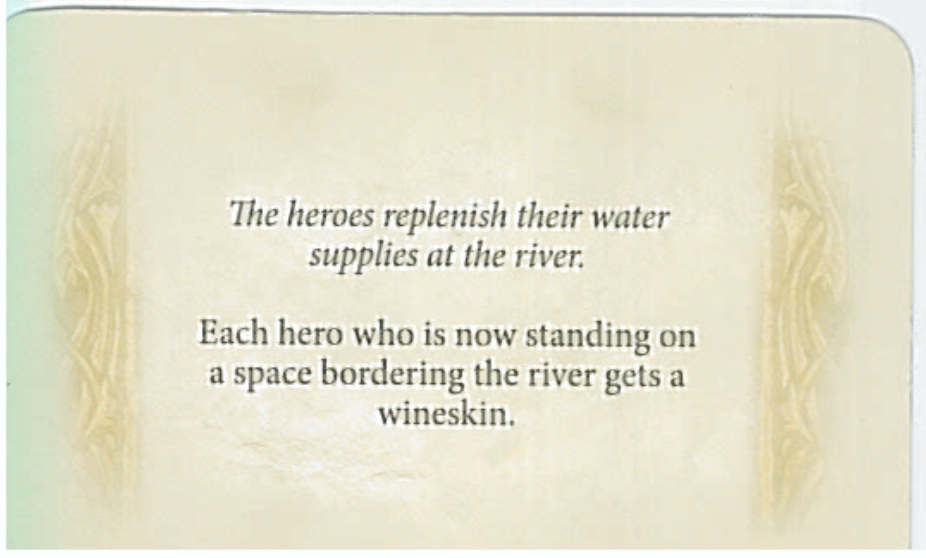 The heroes replenish their water
supplies at the river.
Each hero who is now standing on
a space bordering the river gets a
wineskin.